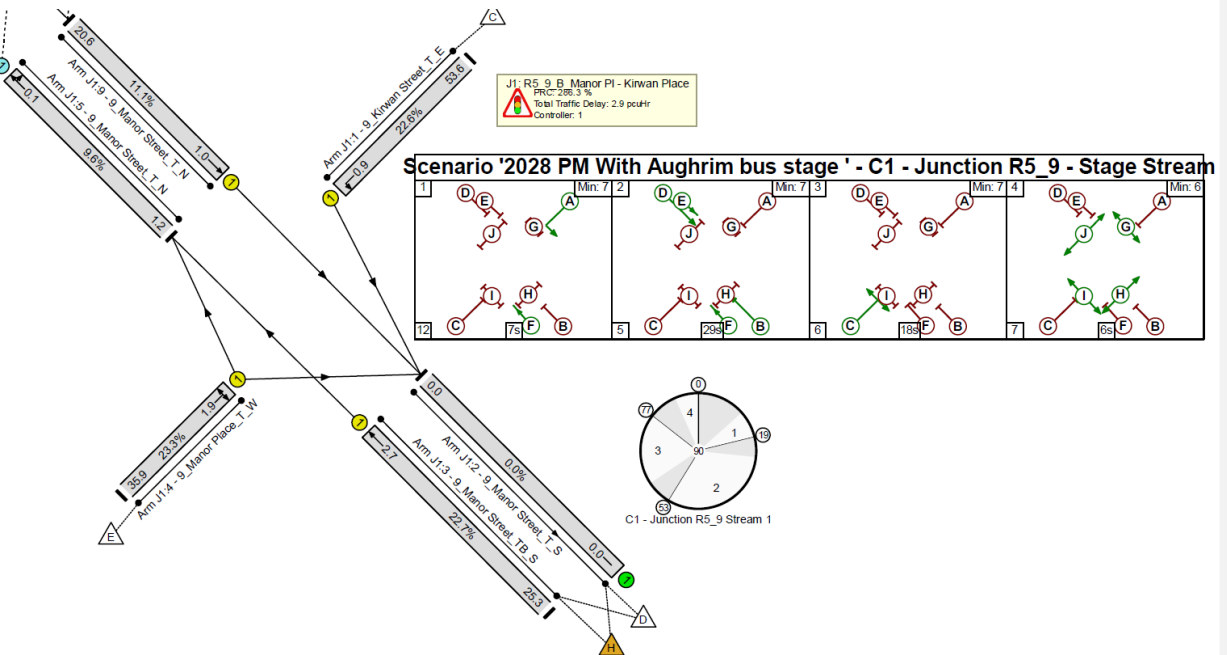 C
20.6
11.1%
1.0
Arm J1:9 - 9_Manor Street_T_N
Arm J1:5 - 9_Manor Street_T_N
0.1
9.6%
1.2
1
1
Arm J1:1 - 9_Kirwan Street_T_E
53.6
22.6%
0.9
1
J1: R5_9_B_Manor Pl - Kirwan Place
Total Traffic Delay: 2.9 pcuHr
Controller: 1
Scenario '2028 PM With Aughrim bus stage ' - C1 - Junction R5_9 - Stage Stream
1 Min: 7 2 Min: 7 3 Min: 7 4 Min: 6
D E A D E A D E A D E A
J G J G J G J G
I H I H I H I H
C F B C F B C F B C F B
12 7s 5 29s 6 18s 7 6s
1
1.9
23.3%
35.9
Arm J1:4 - 9_Manor Place_T_W
E
1
2.7
22.7%
25.3
Arm J1:3 - 9_Manor Street_TB_S
Arm J1:2 - 9_Manor Street_T_S
0.0
0.0%
0.0
1
D
H
0
77
4
1
19
3
90
2
53
C1 - Junction R5_9 Stream 1